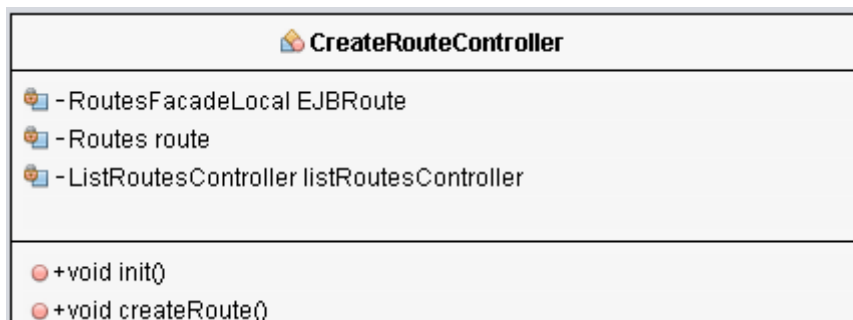 CreateRouteController
-RoutesFacadeLocal EJBRoute
-Routes route
-ListRoutesController listRoutesController
+void init()
+void createRoute()